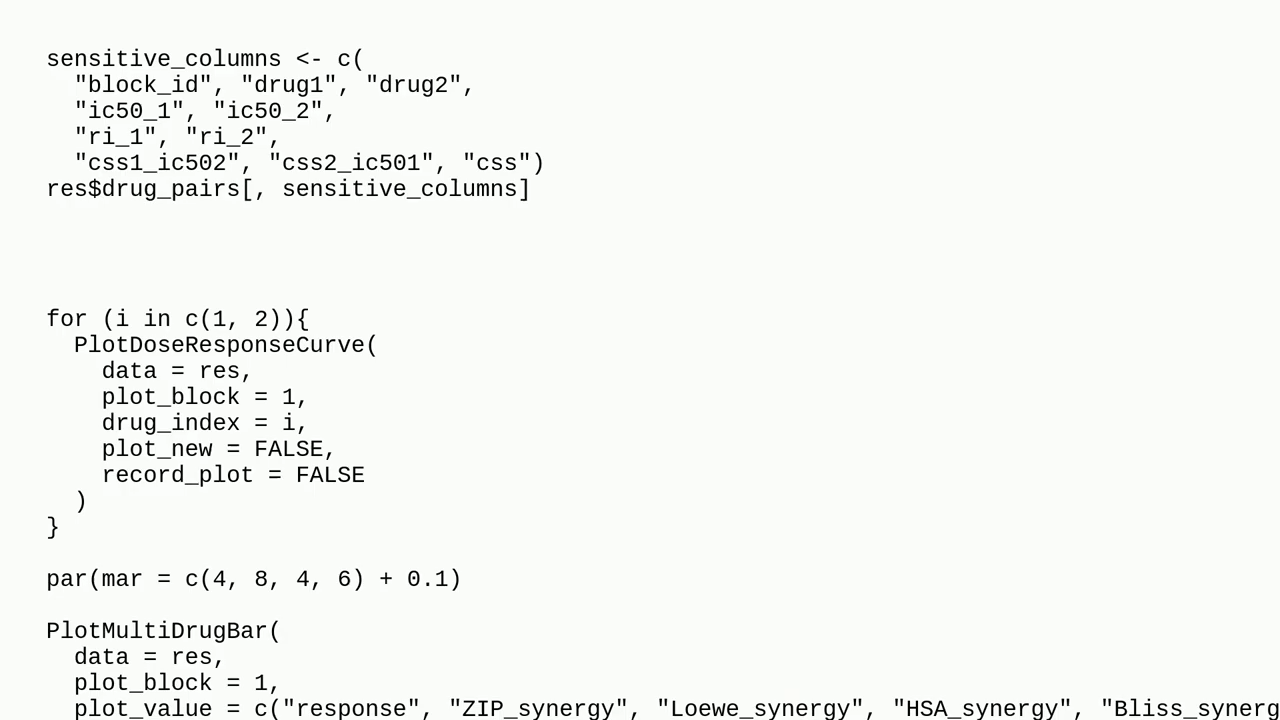 sensitive_columns <- c(
  "block_id", "drug1", "drug2",
  "ic50_1", "ic50_2",
  "ri_1", "ri_2",
  "css1_ic502", "css2_ic501", "css")
res$drug_pairs[, sensitive_columns]
for (i in c(1, 2)){
  PlotDoseResponseCurve(
    data = res,
    plot_block = 1,
    drug_index = i,
    plot_new = FALSE,
    record_plot = FALSE
  )
}
par(mar = c(4, 8, 4, 6) + 0.1)
PlotMultiDrugBar(
  data = res,
  plot_block = 1,
  plot_value = c("response", "ZIP_synergy", "Loewe_synergy", "HSA_synergy", "Bliss_synerg